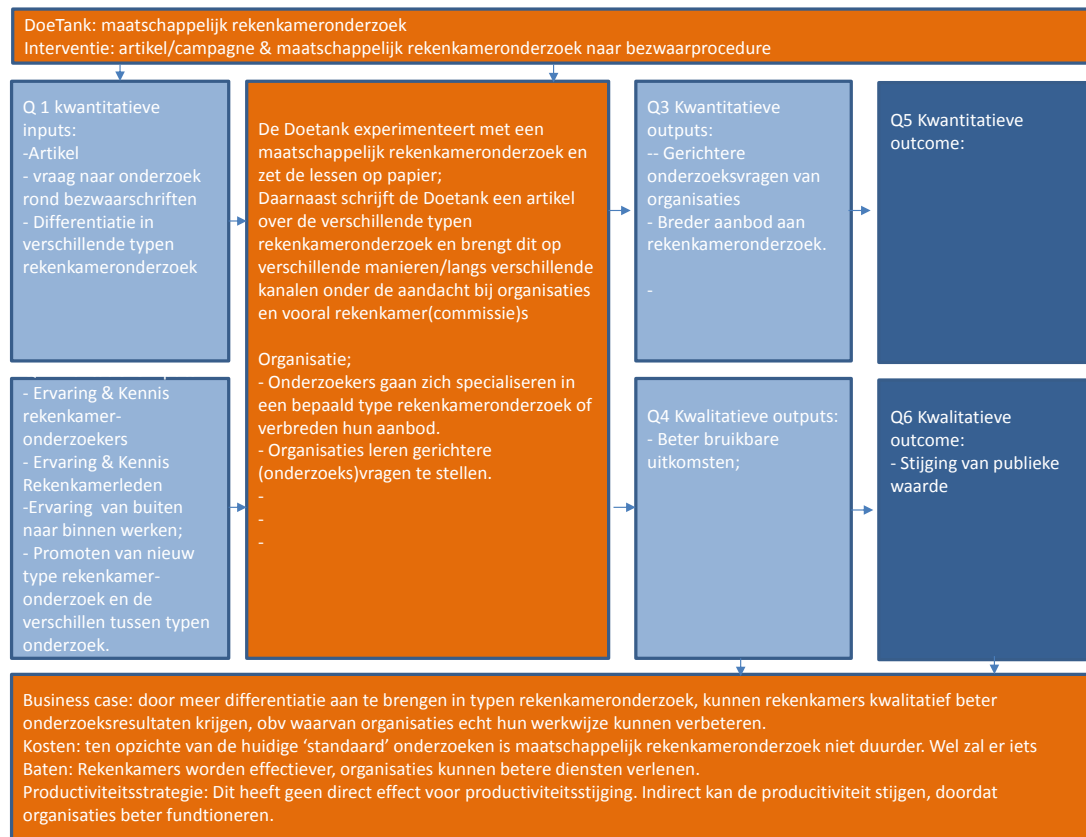 DoeTank: maatschappelijk rekenkameronderzoek
Interventie: artikel/campagne & maatschappelijk rekenkameronderzoek naar bezwaarprocedure
Q 1 kwantitatieve
inputs:
-Artikel
- vraag naar onderzoek
rond bezwaarschriften
- Differentiatie in
verschillende typen
rekenkameronderzoek
- Ervaring & Kennis
rekenkamer-
onderzoekers
- Ervaring & Kennis
Rekenkamerleden
-Ervaring van buiten
naar binnen werken;
- Promoten van nieuw
type rekenkamer-
onderzoek en de
verschillen tussen typen
onderzoek.
De Doetank experimenteert met een
maatschappelijk rekenkameronderzoek en
zet de lessen op papier;
Daarnaast schrijft de Doetank een artikel
over de verschillende typen
rekenkameronderzoek en brengt dit op
verschillende manieren/langs verschillende
kanalen onder de aandacht bij organisaties
en vooral rekenkamer(commissie)s
Organisatie;
- Onderzoekers gaan zich specialiseren in
een bepaald type rekenkameronderzoek of
verbreden hun aanbod.
- Organisaties leren gerichtere
(onderzoeks)vragen te stellen.
-
-
-
Q3 Kwantitatieve
outputs:
-- Gerichtere
onderzoeksvragen van
organisaties
- Breder aanbod aan
rekenkameronderzoek.
-
Q4 Kwalitatieve outputs:
- Beter bruikbare
uitkomsten;
Q5 Kwantitatieve
outcome:
Q6 Kwalitatieve
outcome:
- Stijging van publieke
waarde
Business case: door meer differentiatie aan te brengen in typen rekenkameronderzoek, kunnen rekenkamers kwalitatief beter
onderzoeksresultaten krijgen, obv waarvan organisaties echt hun werkwijze kunnen verbeteren.
Kosten: ten opzichte van de huidige ‘standaard’ onderzoeken is maatschappelijk rekenkameronderzoek niet duurder. Wel zal er iets
Baten: Rekenkamers worden effectiever, organisaties kunnen betere diensten verlenen.
Productiviteitsstrategie: Dit heeft geen direct effect voor productiviteitsstijging. Indirect kan de producitiviteit stijgen, doordat
organisaties beter fundtioneren.